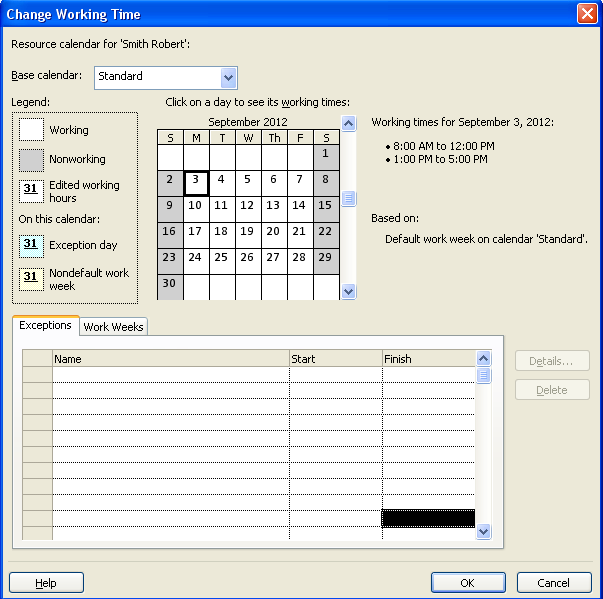 Change Working Time
Resource calendar for 'Smith Robert':
Base calendar: Standard
Legend:
Click on a day to see its working times:
Working
Nonworking
31 Edited working
hours
On this calendar:
31 Exception day
31 Nondefault work
week
September 2012
S M T W Th F S
1
2 3 4 5 6 7 8
9 10 11 12 13 14 15
16 17 18 19 20 21 22
23 24 25 26 27 28 29
30
Working times for September 3, 2012:
• 8:00 AM to 12:00 PM
• 1:00 PM to 5:00 PM
Based on:
Default work week on calendar 'Standard'.
Exceptions Work Weeks
Name Start Finish
Details...
Delete
Help OK Cancel